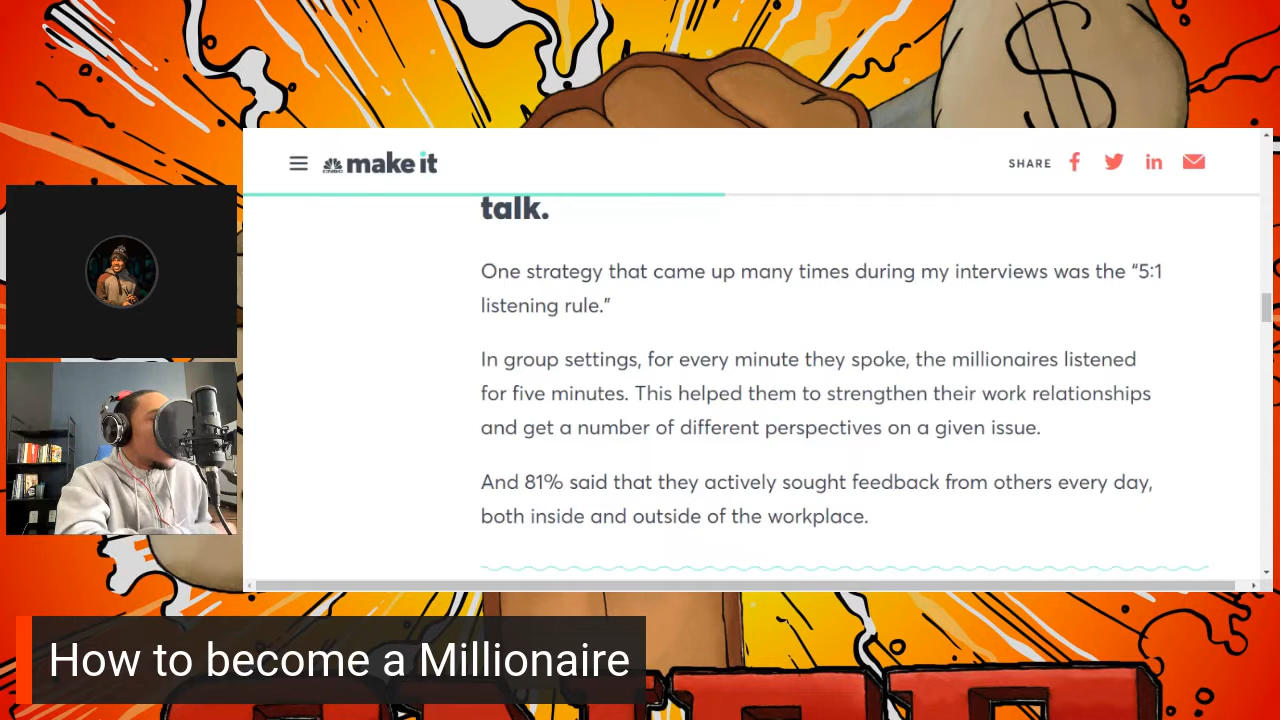 $
make it
SHARE
talk.
One strategy that came up many times during my interviews was the “5:1
listening rule.”
In group settings, for every minute they spoke, the millionaires listened
for five minutes. This helped them to strengthen their work relationships
and get a number of different perspectives on a given issue.
And 81% said that they actively sought feedback from others every day,
both inside and outside of the workplace.
How to become a Millionaire